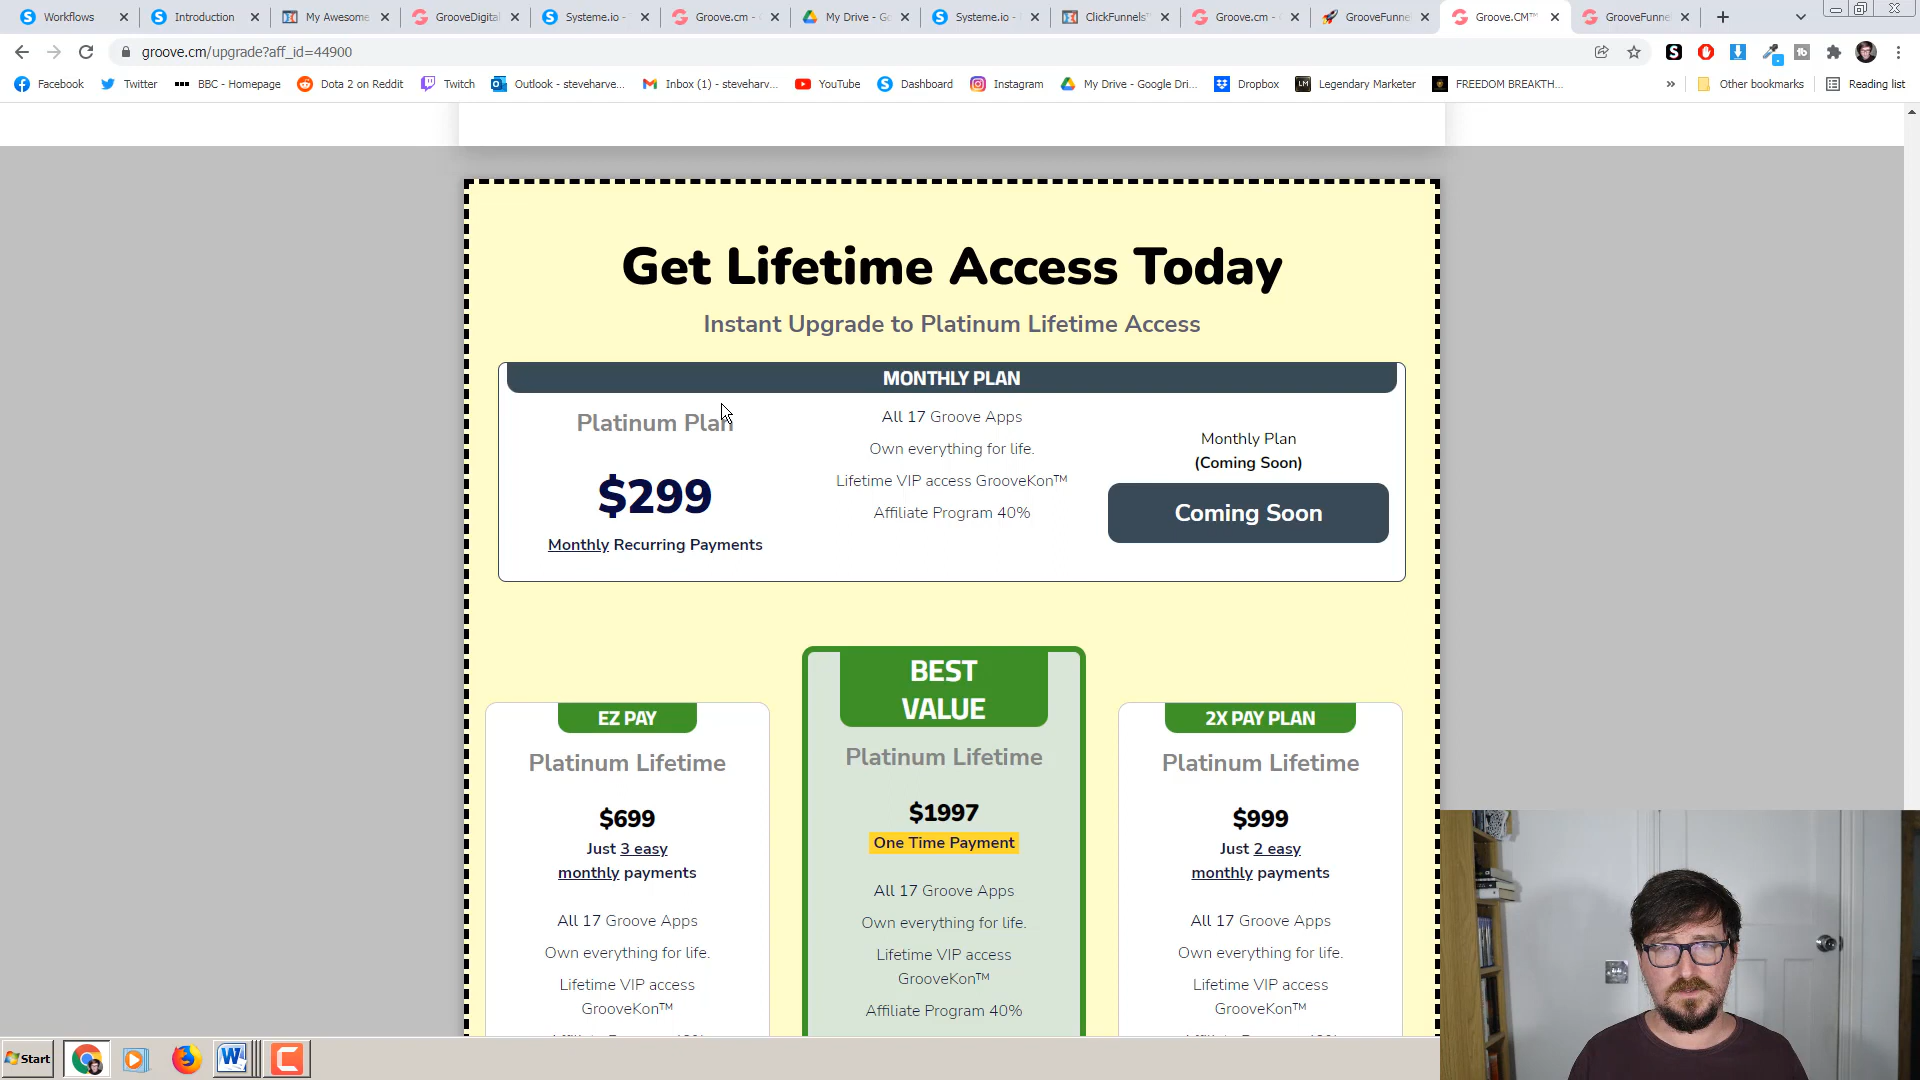 Workflows
Introduction
My Awesome
GrooveDigital
Systeme.io -
Groove.cm -
My Drive - Go
Systeme.io -
ClickFunnels™
Groove.cm -
GrooveFunnel
Groove.CM™
GrooveFunnel
groove.cm/upgrade?aff_id=44900
Facebook
Twitter
BBC - Homepage
Dota 2 on Reddit
Twitch
Outlook - steveharve...
Inbox (1) - steveharv...
YouTube
Dashboard
Instagram
My Drive - Google Dri...
Dropbox
Legendary Marketer
FREEDOM BREAKTH...
»
Other bookmarks
Reading list
Get Lifetime Access Today
Instant Upgrade to Platinum Lifetime Access
MONTHLY PLAN
Platinum Plan
$299
Monthly Recurring Payments
All 17 Groove Apps
Own everything for life.
Lifetime VIP access GrooveKon™
Affiliate Program 40%
Monthly Plan
(Coming Soon)
Coming Soon
EZ PAY
Platinum Lifetime
$699
Just 3 easy
monthly payments
All 17 Groove Apps
Own everything for life.
Lifetime VIP access
GrooveKon™
BEST
VALUE
Platinum Lifetime
$1997
One Time Payment
All 17 Groove Apps
Own everything for life.
Lifetime VIP access
GrooveKon™
Affiliate Program 40%
2X PAY PLAN
Platinum Lifetime
$999
Just 2 easy
monthly payments
All 17 Groove Apps
Own everything for life.
Lifetime VIP access
GrooveKon™
Start